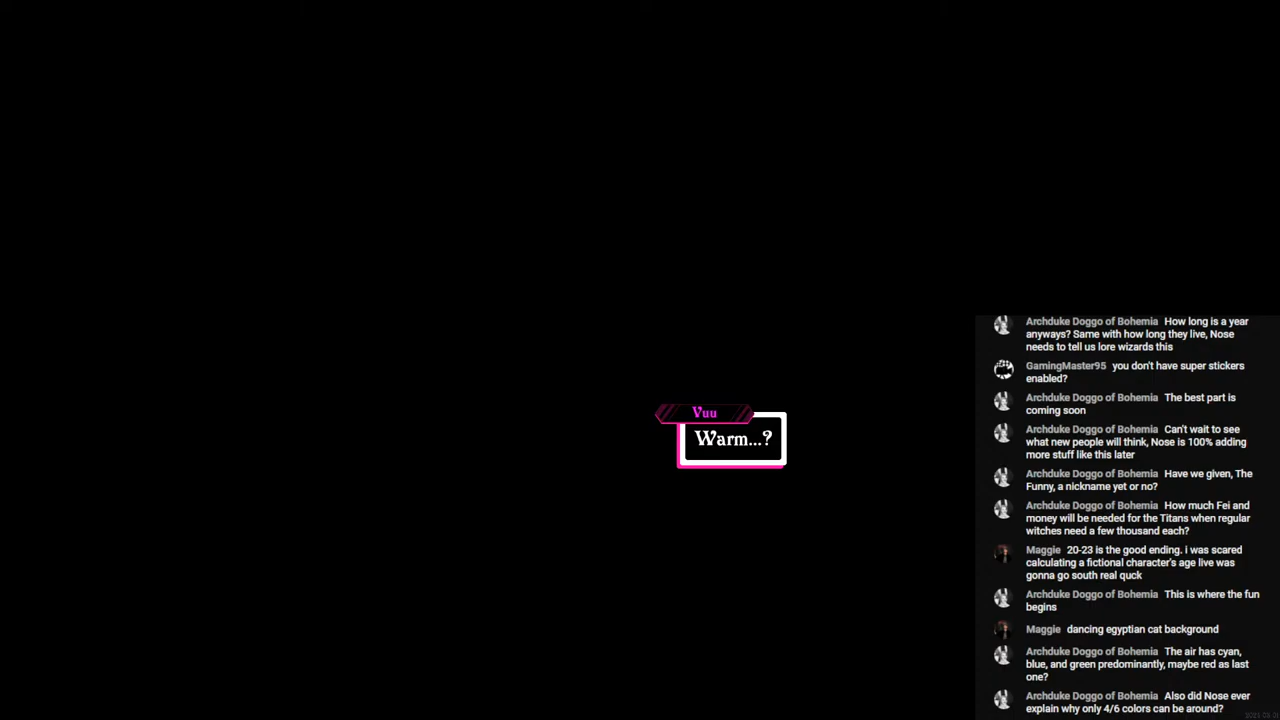 Vuu
Warm...?
Archduke Doggo of Bohemia How long is a year
anyways? Same with how long they live, Nose
needs to tell us lore wizards this
GamingMaster95 you don't have super stickers
enabled?
Archduke Doggo of Bohemia The best part is
coming soon
Archduke Doggo of Bohemia Can't wait to see
what new people will think, Nose is 100% adding
more stuff like this later
Archduke Doggo of Bohemia Have we given, The
Funny, a nickname yet or no?
Archduke Doggo of Bohemia How much Fei and
money will be needed for the Titans when regular
witches need a few thousand each?
Maggie 20-23 is the good ending. i was scared
calculating a fictional character's age live was
gonna go south real quck
Archduke Doggo of Bohemia This is where the fun
begins
Maggie dancing egyptian cat background
Archduke Doggo of Bohemia The air has cyan,
blue, and green predominantly, maybe red as last
one?
Archduke Doggo of Bohemia Also did Nose ever
explain why only 4/6 colors can be around?